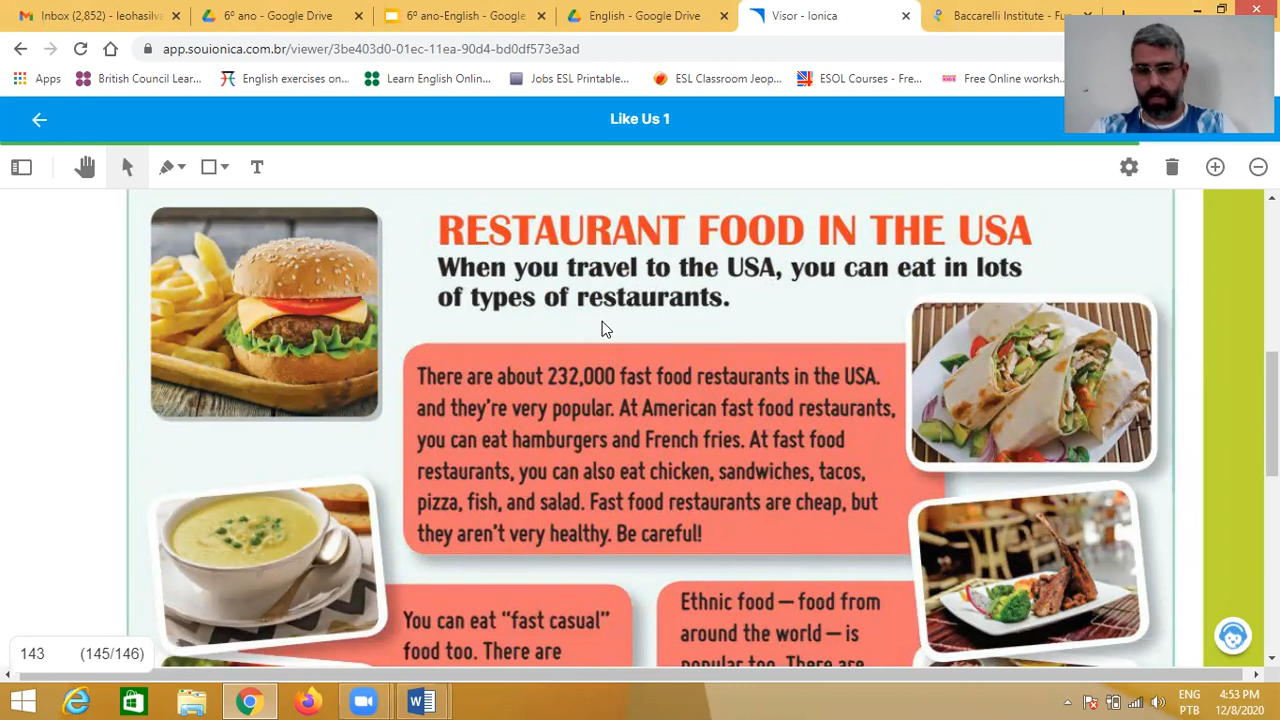 Inbox (2,852) - leohasilv
6º ano - Google Drive
6º ano-English - Google
English - Google Drive
Visor - Ionica
Baccarelli Institute - Fu
app.souionica.com.br/viewer/3be403d0-01ec-11ea-90d4-bd0df573e3ad
Apps
British Council Lear...
English exercises on...
Learn English Onlin...
Jobs ESL Printable...
ESL Classroom Jeop...
ESOL Courses - Fre...
Free Online worksh...
Like Us 1
T
RESTAURANT FOOD IN THE USA
When you travel to the USA, you can eat in lots
of types of restaurants.
There are about 232,000 fast food restaurants in the USA.
and they're very popular. At American fast food restaurants,
you can eat hamburgers and French fries. At fast food
restaurants, you can also eat chicken, sandwiches, tacos,
pizza, fish, and salad. Fast food restaurants are cheap, but
they aren't very healthy. Be careful!
You can eat "fast casual"
food too. There are
Ethnic food – food from
around the world – is
popular too. There are
143 (145/146)
ENG
PTB
4:53 PM
12/8/2020